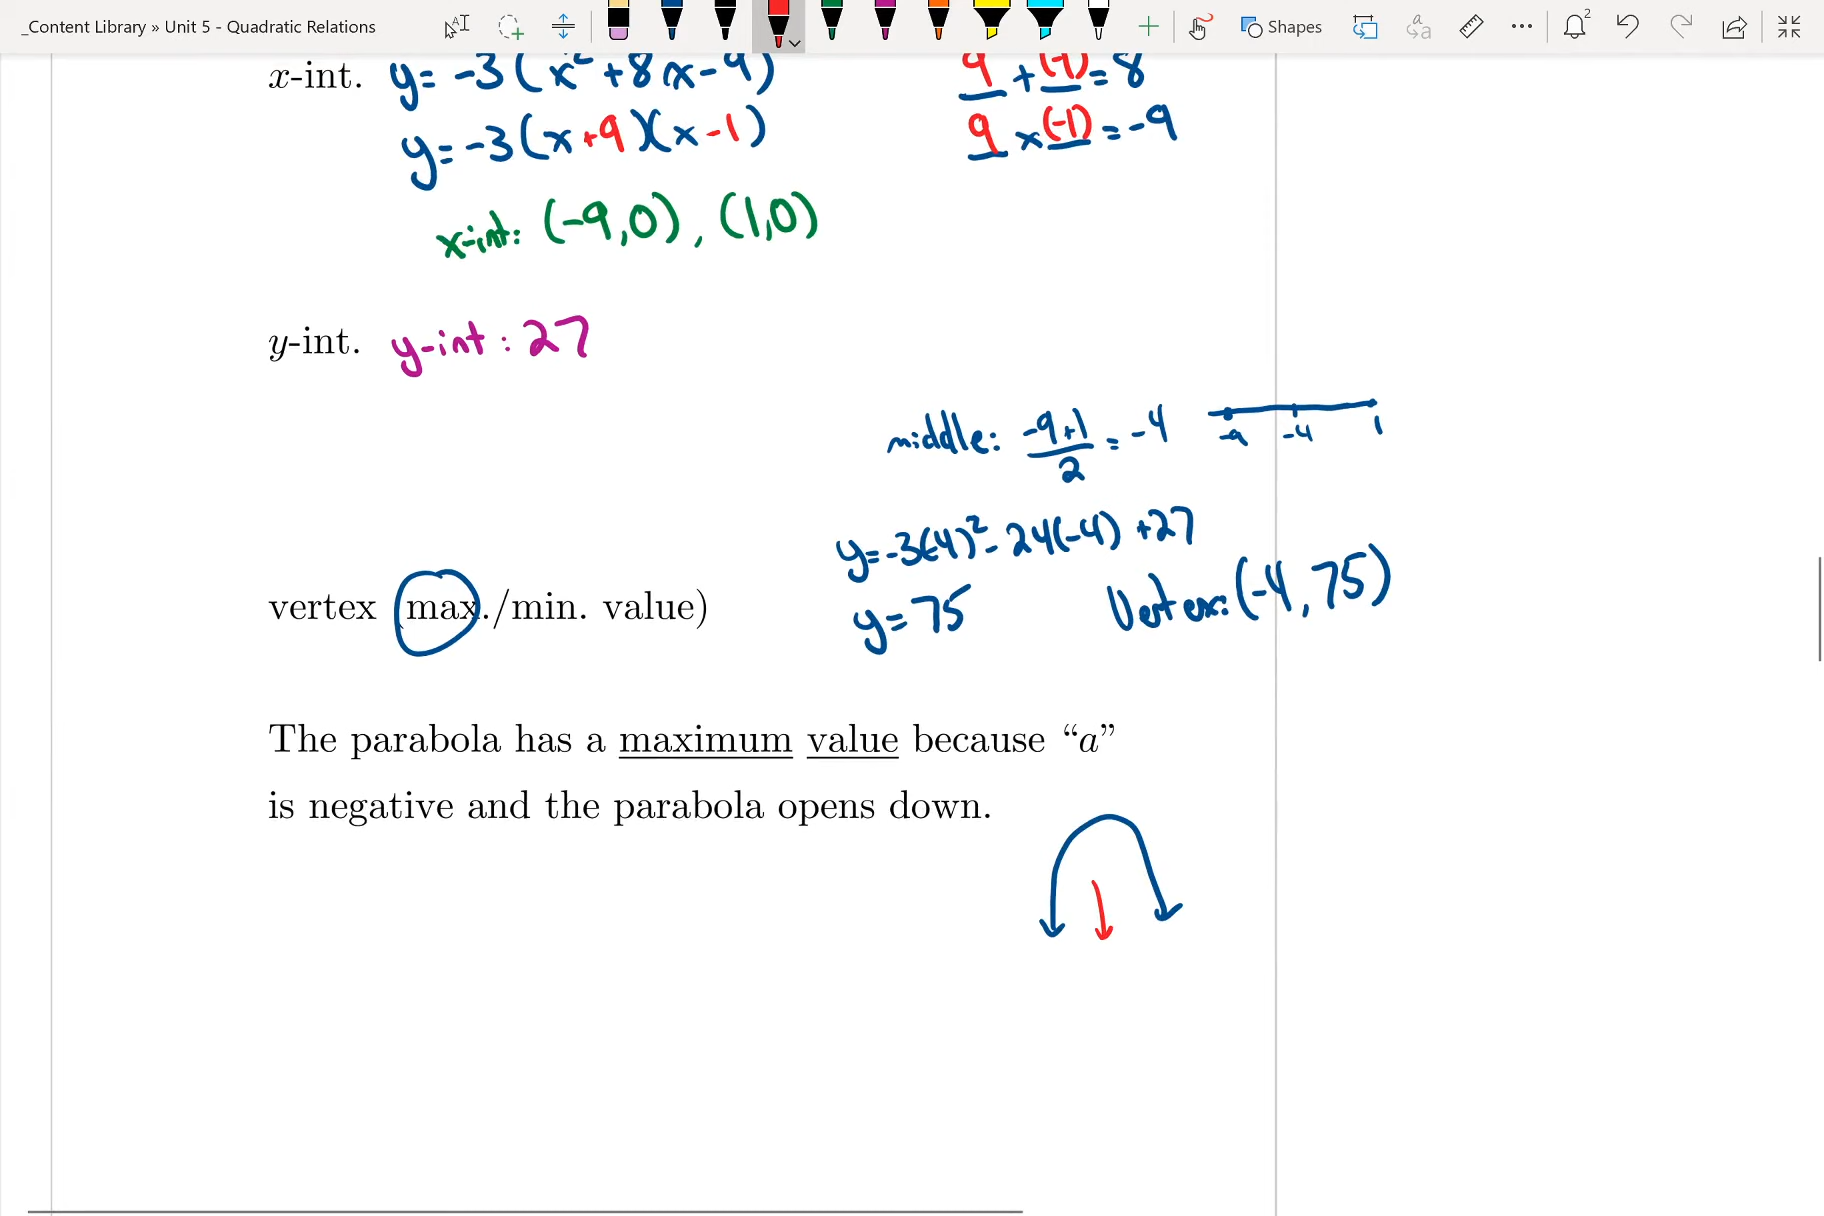 _Content Library » Unit 5 - Quadratic Relations
Shapes
2
x-int. y = -3(x² + 8x - 9)
9 + (-1) = 8
y = -3(x + 9)(x - 1)
9 × (-1) = -9
x-int: (-9,0), (1,0)
y-int. y-int : 27
middle: -9+1/2 = -4
-9 -4 1
y = -3(-4)² - 24(-4) + 27
vertex (max./min. value)
y = 75
Vertex: (-4, 75)
The parabola has a maximum value because “a”
is negative and the parabola opens down.